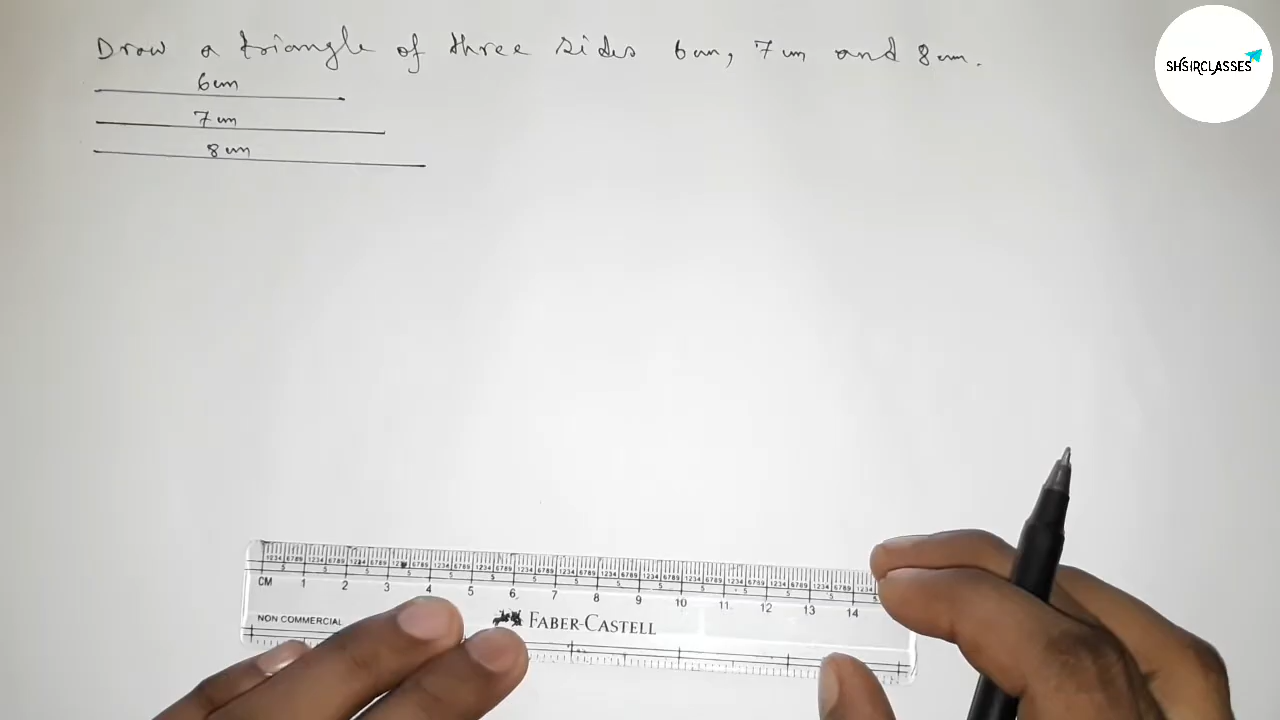 Draw a triangle of three sides 6cm, 7cm and 8cm.
SHSIRCLASSES
6cm
7cm
8cm
CM 1 2 3 4 5 6 7 8 9 10 11 12 13 14
NON COMMERCIAL FABER-CASTELL